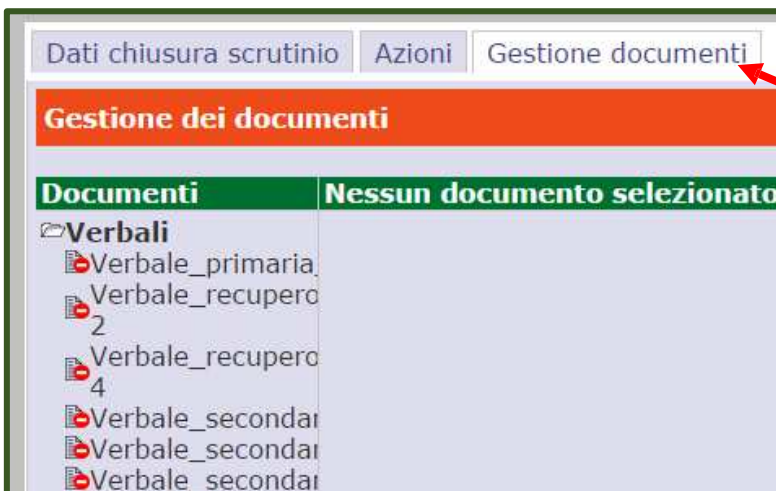 Dati chiusura scrutinio Azioni Gestione documenti
Gestione dei documenti
Documenti Nessun documento selezionato
Verbali
Verbale_primaria_
Verbale_recupero
2
Verbale_recupero
4
Verbale_secondar
Verbale_secondar
Verbale_secondar